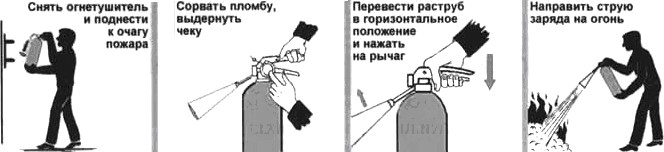 Снять огнетушитель
и поднести
к очагу
пожара
Сорвать пломбу,
выдернуть
чеку
Перевести раструб
в горизонтальное
положение
и нажать
на рычаг
Направить струю
заряда на огонь